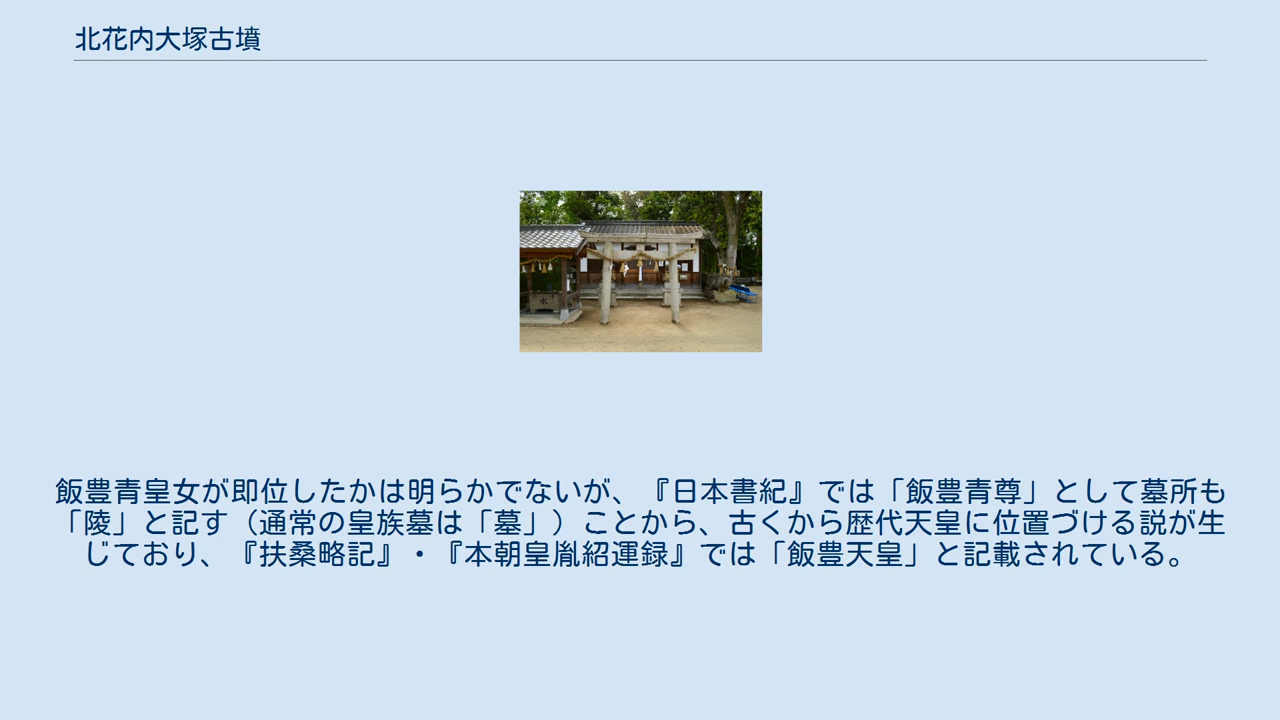 北花内大塚古墳
水
飯豊青皇女が即位したかは明らかでないが、『日本書紀』では「飯豊青尊」として墓所も
「陵」と記す（通常の皇族墓は「墓」）ことから、古くから歴代天皇に位置づける説が生
じており、『扶桑略記』・『本朝皇胤紹運録』では「飯豊天皇」と記載されている。